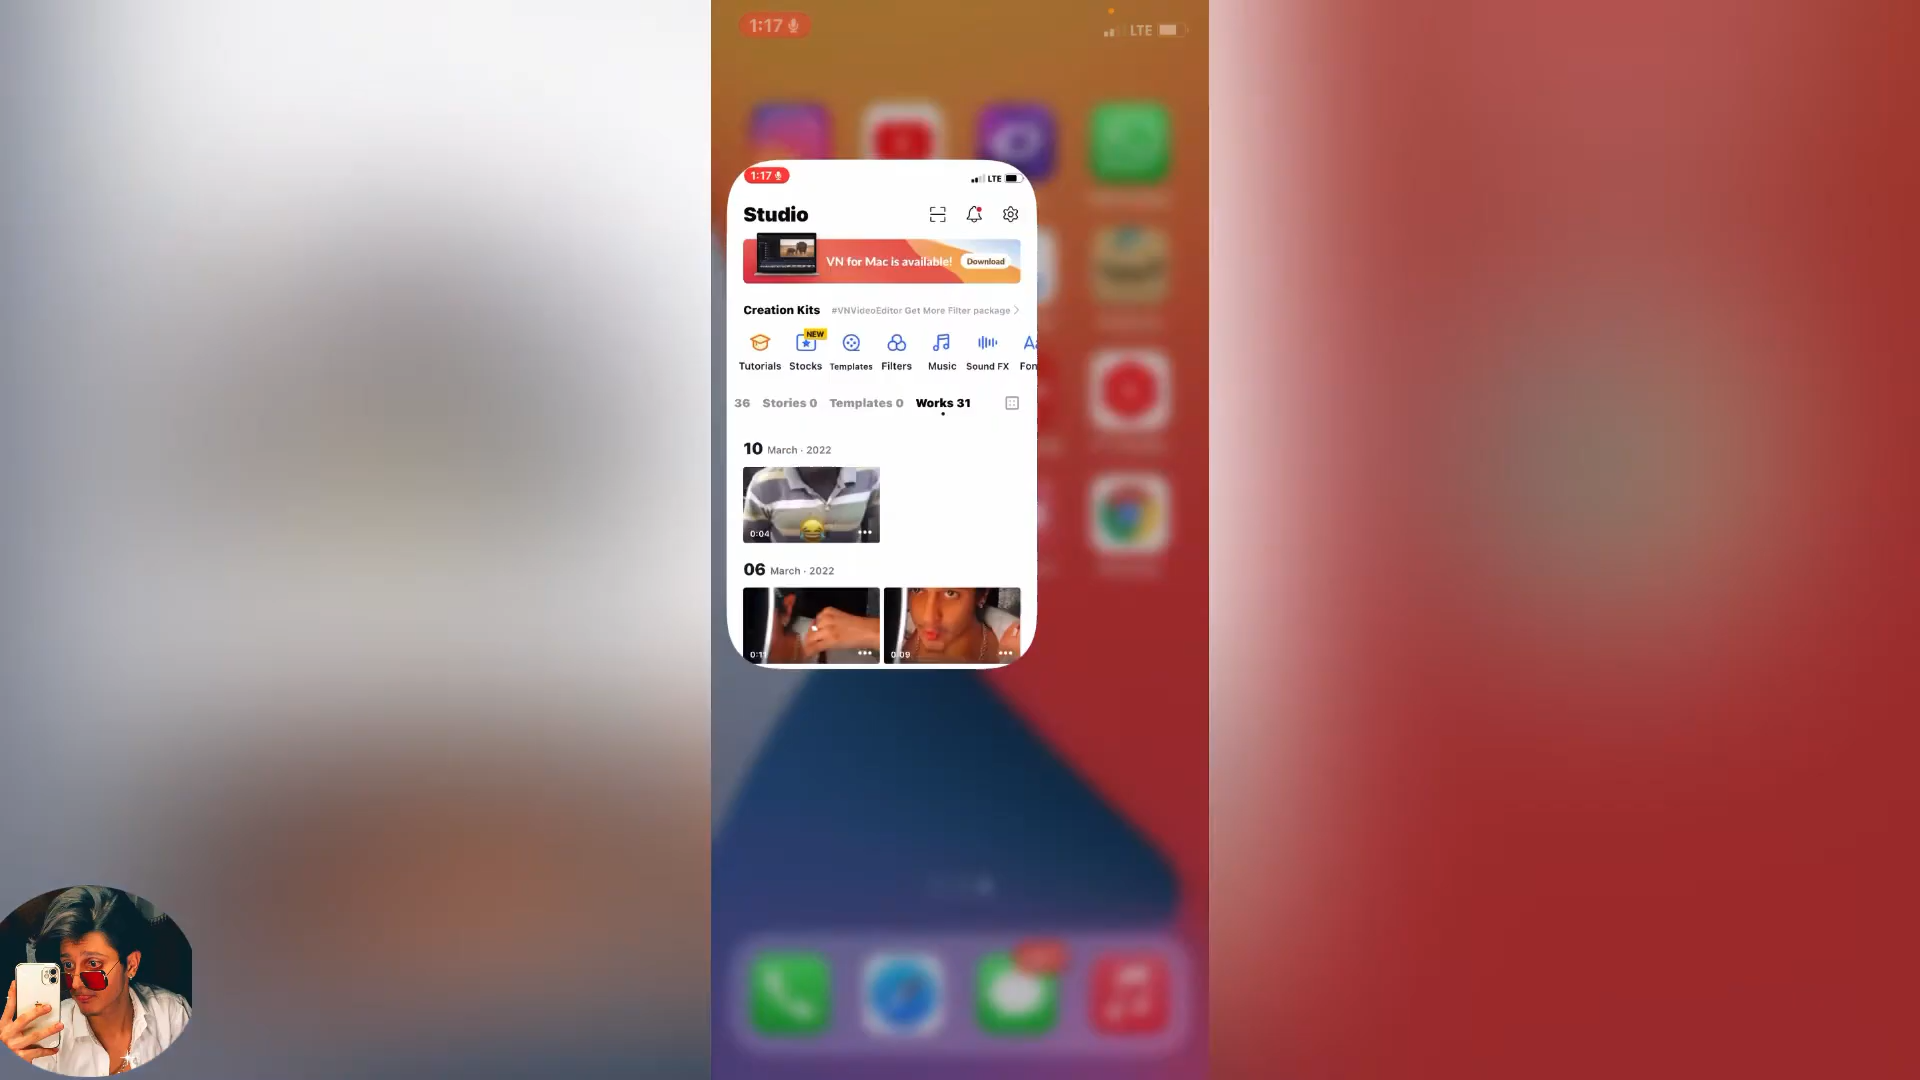 1:17
LTE
1:17
LTE
Studio
VN for Mac is available!
Download
Creation Kits
#VNVideoEditor Get More Filter package
NEW
Tutorials
Stocks
Templates
Filters
Music
Sound FX
Fon
36
Stories 0
Templates 0
Works 31
10 March · 2022
0:04
06 March · 2022
0:11
0:09